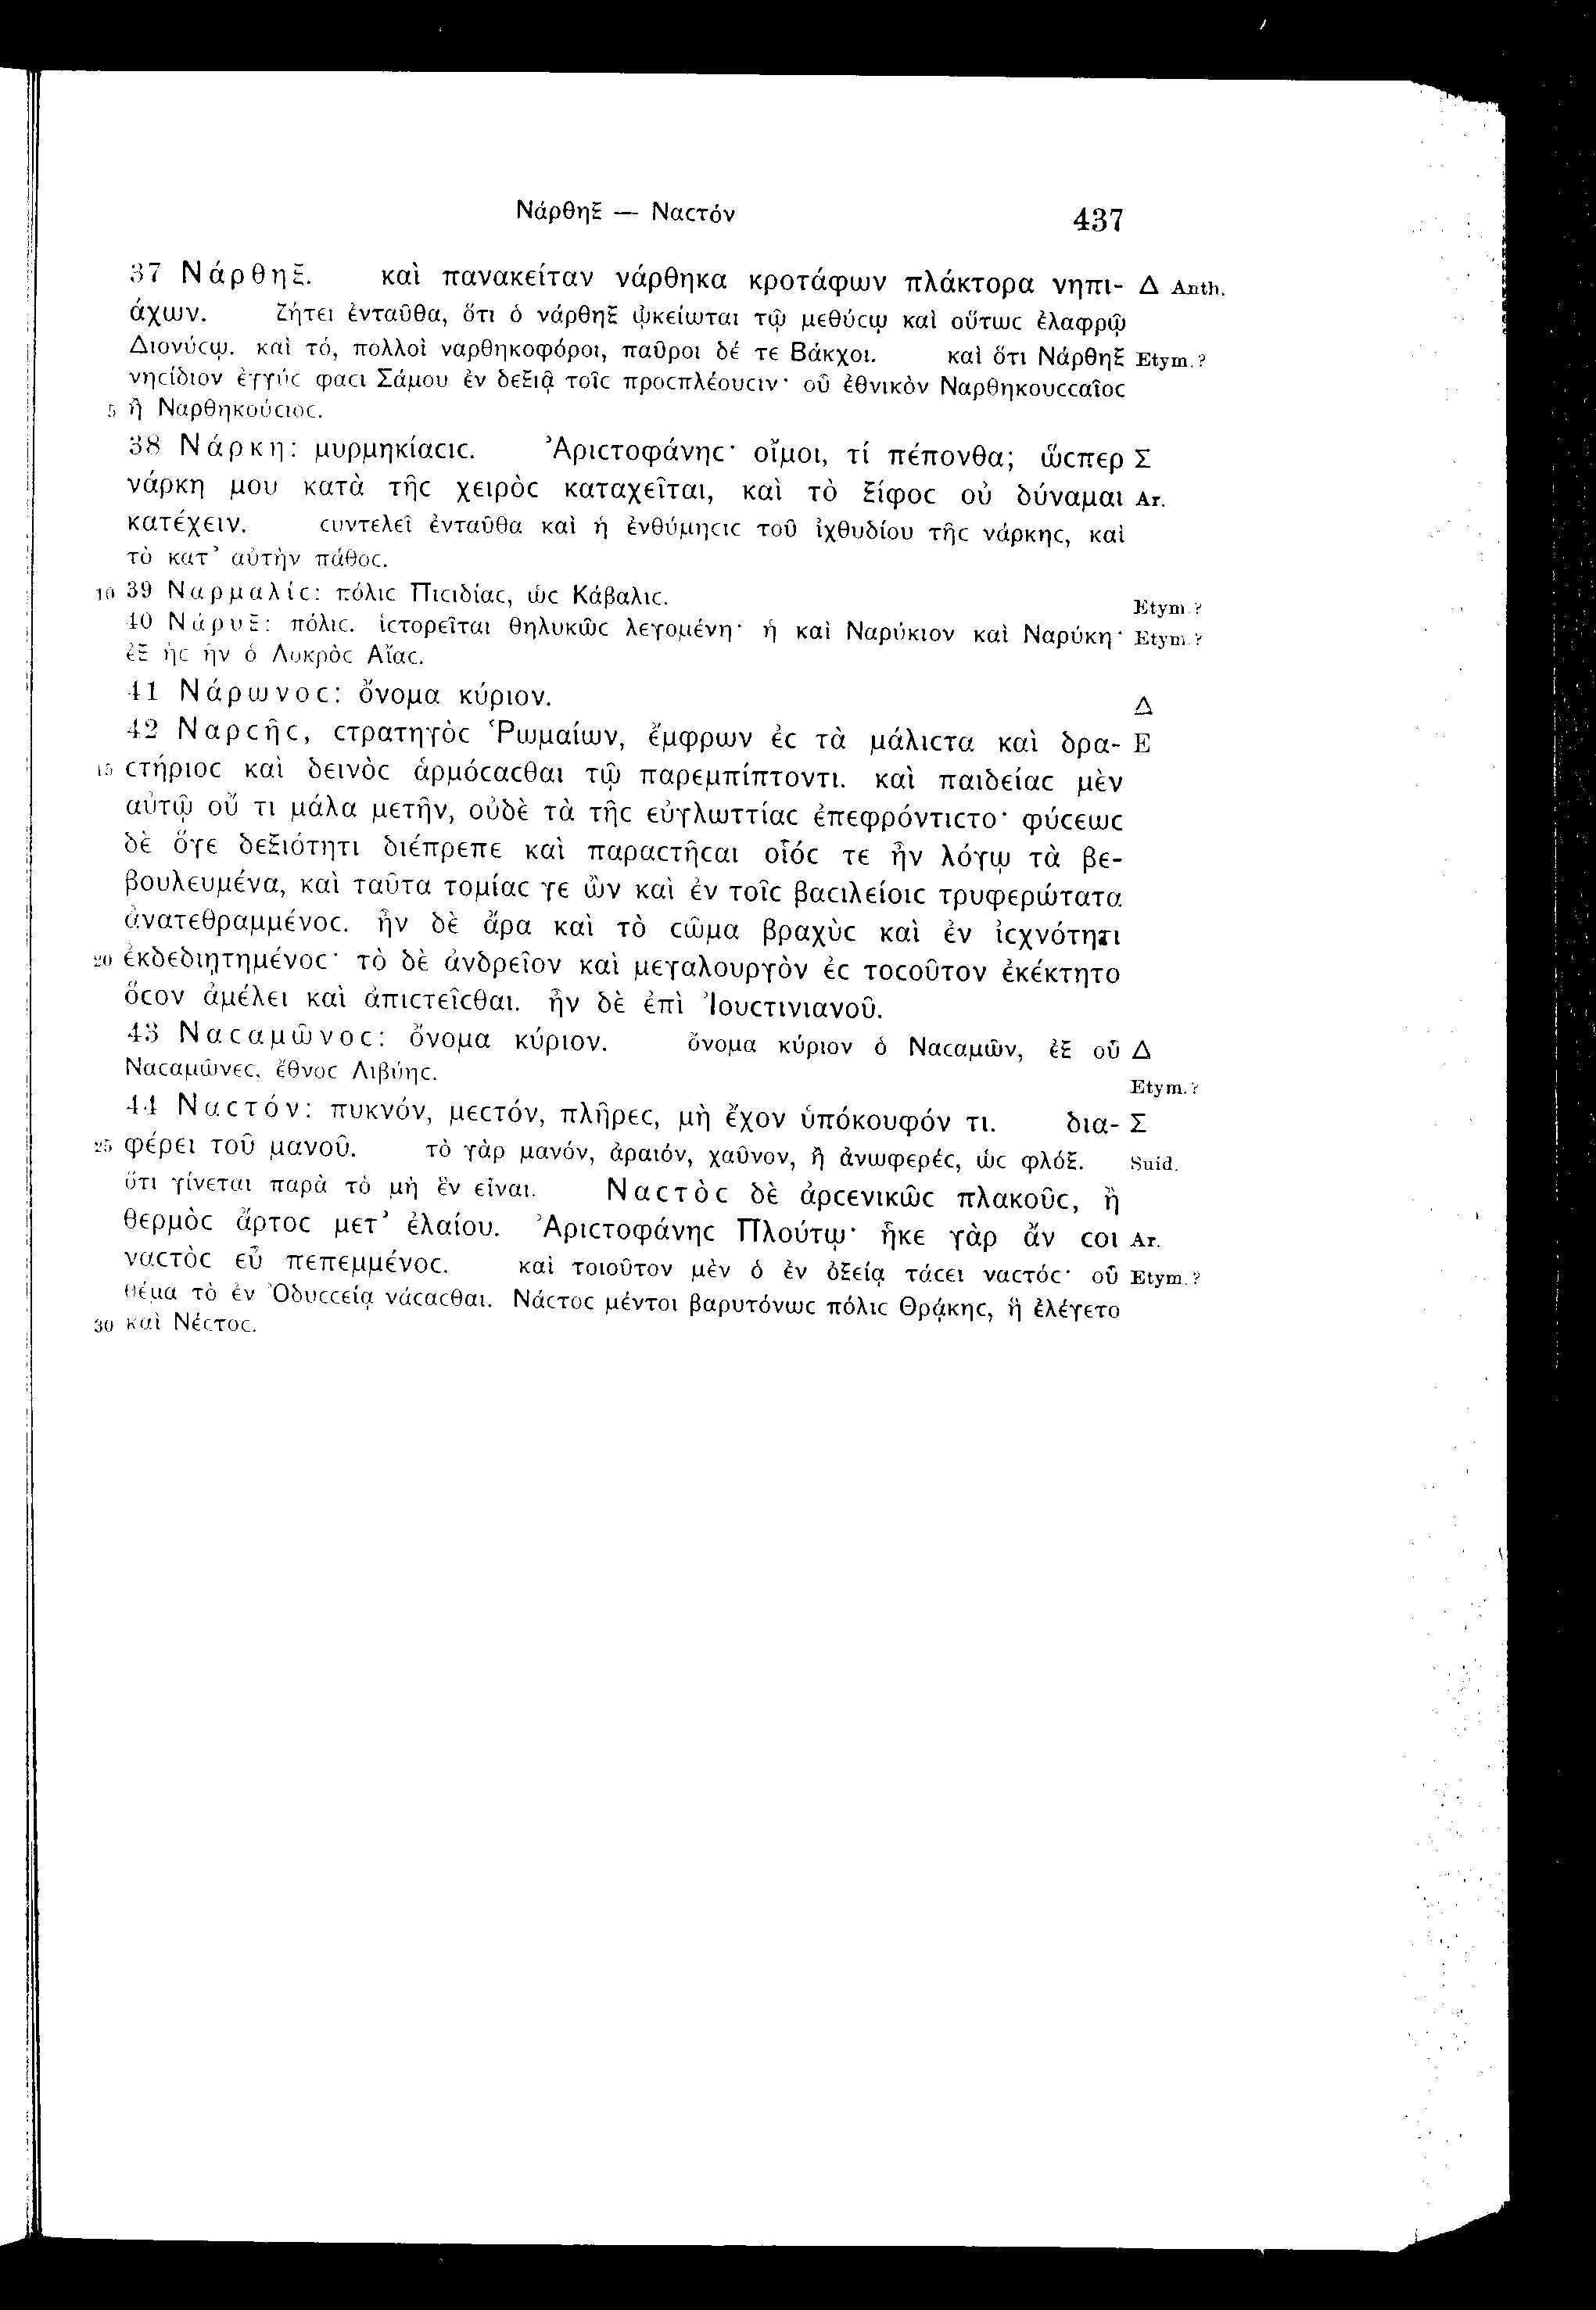 Νάρθηξ — Ναϲτόν 437
37 Νάρθηξ. καὶ πανακείταν νάρθηκα κροτάφων πλάκτορα νηπι- Δ Anth.
άχων. ζήτει ἐνταῦθα, ὅτι ὁ νάρθηξ ᾠκείωται τῷ μεθύϲῳ καὶ οὕτωϲ ἐλαφρῷ
Διονύϲῳ. καὶ τό, πολλοὶ ναρθηκοφόροι, παῦροι δέ τε Βάκχοι. καὶ ὅτι Νάρθηξ Etym.?
νηϲίδιον ἐγγύϲ φαϲι Σάμου ἐν δεξιᾷ τοῖϲ προϲπλέουϲιν· οὗ ἐθνικὸν Ναρθηκουϲϲαῖοϲ
5 ἢ Ναρθηκούϲιοϲ.
38 Νάρκη: μυρμηκίαϲιϲ. Ἀριϲτοφάνηϲ· οἴμοι, τί πέπονθα; ὥϲπερ Σ
νάρκη μου κατὰ τῆϲ χειρὸϲ καταχεῖται, καὶ τὸ ξίφοϲ οὐ δύναμαι Ar.
κατέχειν. ϲυντελεῖ ἐνταῦθα καὶ ἡ ἐνθύμηϲιϲ τοῦ ἰχθυδίου τῆϲ νάρκηϲ, καὶ
τὸ κατ’ αὐτὴν πάθοϲ.
10 39 Ναρμαλίϲ: πόλιϲ Πιϲιδίαϲ, ὡϲ Κάβαλιϲ. Etym.?
40 Νάρυξ: πόλιϲ. ἱϲτορεῖται θηλυκῶϲ λεγομένη· ἡ καὶ Ναρύκιον καὶ Ναρύκη· Etym.?
ἐξ ἧϲ ἦν ὁ Λοκρὸϲ Αἴαϲ.
41 Νάρωνοϲ: ὄνομα κύριον. Δ
42 Ναρϲῆϲ, ϲτρατηγὸϲ Ῥωμαίων, ἔμφρων ἐϲ τὰ μάλιϲτα καὶ δρα- E
15 ϲτήριοϲ καὶ δεινὸϲ ἁρμόϲαϲθαι τῷ παρεμπίπτοντι. καὶ παιδείαϲ μὲν
αὐτῷ οὔ τι μάλα μετῆν, οὐδὲ τὰ τῆϲ εὐγλωττίαϲ ἐπεφρόντιϲτο· φύϲεωϲ
δὲ ὅγε δεξιότητι διέπρεπε καὶ παραϲτῆϲαι οἷόϲ τε ἦν λόγῳ τὰ βε-
βουλευμένα, καὶ ταῦτα τομίαϲ γε ὢν καὶ ἐν τοῖϲ βαϲιλείοιϲ τρυφερώτατα
ἀνατεθραμμένοϲ. ἦν δὲ ἄρα καὶ τὸ ϲῶμα βραχὺϲ καὶ ἐν ἰϲχνότητι
20 ἐκδεδιῃτημένοϲ· τὸ δὲ ἀνδρεῖον καὶ μεγαλουργὸν ἐϲ τοϲοῦτον ἐκέκτητο
ὅϲον ἀμέλει καὶ ἀπιϲτεῖϲθαι. ἦν δὲ ἐπὶ Ἰουϲτινιανοῦ.
43 Ναϲαμῶνοϲ: ὄνομα κύριον. ὄνομα κύριον ὁ Ναϲαμῶν, ἐξ οὗ Δ
Ναϲαμῶνεϲ, ἔθνοϲ Λιβύηϲ. Etym.?
44 Ναϲτόν: πυκνόν, μεϲτόν, πλῆρεϲ, μὴ ἔχον ὑπόκουφόν τι. δια- Σ
25 φέρει τοῦ μανοῦ. τὸ γὰρ μανόν, ἀραιόν, χαῦνον, ἢ ἀνωφερέϲ, ὡϲ φλόξ. Suid.
ὅτι γίνεται παρὰ τὸ μὴ ἓν εἶναι. Ναϲτὸϲ δὲ ἀρϲενικῶϲ πλακοῦϲ, ἢ
θερμὸϲ ἄρτοϲ μετ’ ἐλαίου. Ἀριϲτοφάνηϲ Πλούτῳ· ἧκε γὰρ ἄν ϲοι Ar.
ναϲτὸϲ εὖ πεπεμμένοϲ. καὶ τοιοῦτον μὲν ὁ ἐν ὀξείᾳ τάϲει ναϲτόϲ· οὗ Etym.?
θέμα τὸ ἐν Ὀδυϲϲείᾳ νάϲαϲθαι. Νάϲτοϲ μέντοι βαρυτόνωϲ πόλιϲ Θρᾴκηϲ, ἣ ἐλέγετο
30 καὶ Νέϲτοϲ.